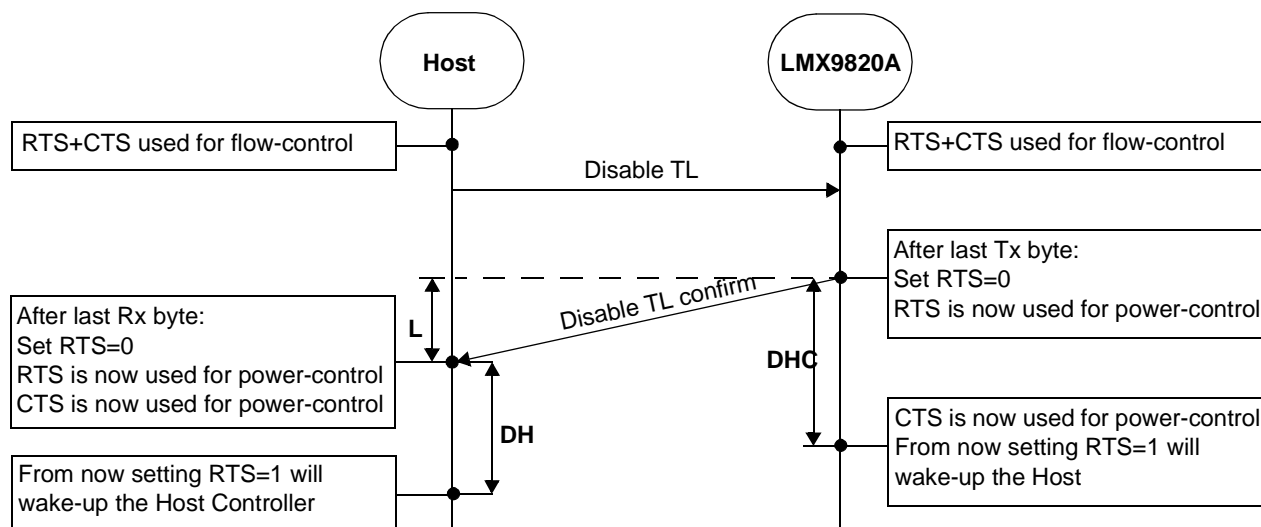 Host
LMX9820A
RTS+CTS used for flow-control
RTS+CTS used for flow-control
Disable TL
After last Tx byte:
Set RTS=0
RTS is now used for power-control
Disable TL confirm
L
After last Rx byte:
Set RTS=0
RTS is now used for power-control
CTS is now used for power-control
DHC
DH
CTS is now used for power-control
From now setting RTS=1 will
wake-up the Host
From now setting RTS=1 will
wake-up the Host Controller